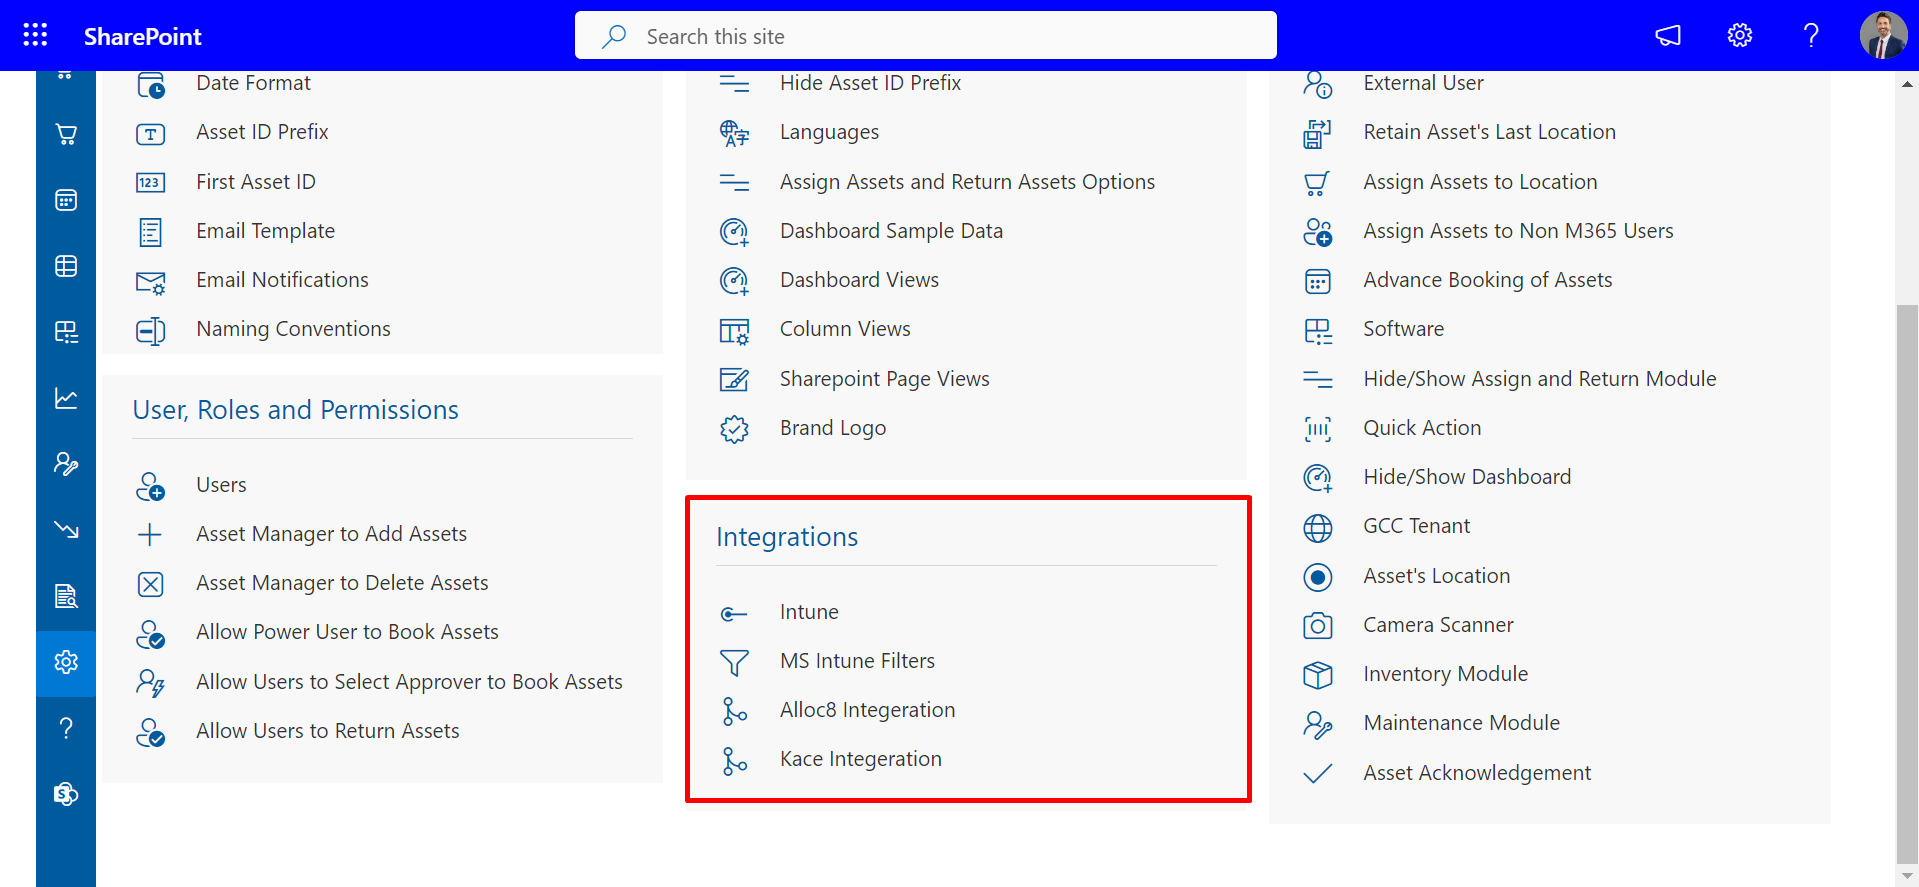 SharePoint
Search this site
Date Format
Asset ID Prefix
First Asset ID
Email Template
Email Notifications
Naming Conventions
User, Roles and Permissions
Users
Asset Manager to Add Assets
Asset Manager to Delete Assets
Allow Power User to Book Assets
Allow Users to Select Approver to Book Assets
Allow Users to Return Assets
Hide Asset ID Prefix
Languages
Assign Assets and Return Assets Options
Dashboard Sample Data
Dashboard Views
Column Views
Sharepoint Page Views
Brand Logo
Integrations
Intune
MS Intune Filters
Alloc8 Integeration
Kace Integeration
External User
Retain Asset's Last Location
Assign Assets to Location
Assign Assets to Non M365 Users
Advance Booking of Assets
Software
Hide/Show Assign and Return Module
Quick Action
Hide/Show Dashboard
GCC Tenant
Asset's Location
Camera Scanner
Inventory Module
Maintenance Module
Asset Acknowledgement